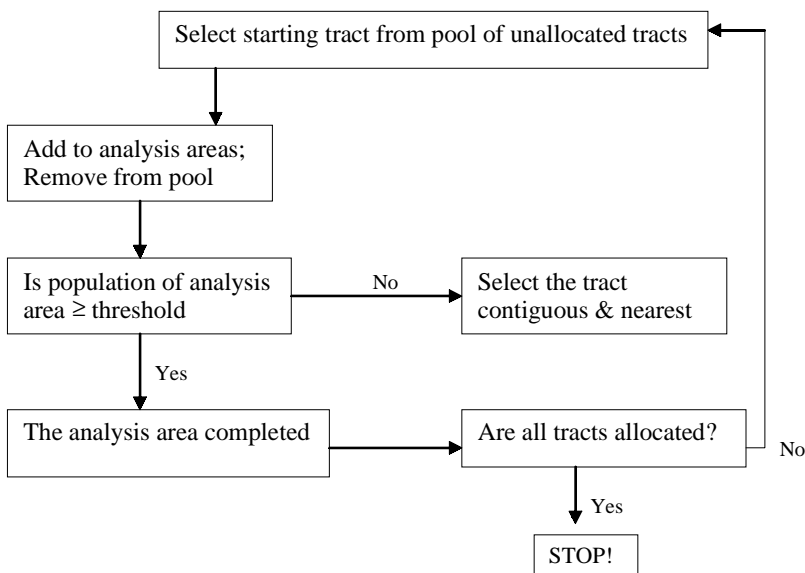 Select starting tract from pool of unallocated tracts
Add to analysis areas;
Remove from pool
Is population of analysis
area ≥ threshold
No
Select the tract
contiguous & nearest
Yes
The analysis area completed
Are all tracts allocated?
No
Yes
STOP!